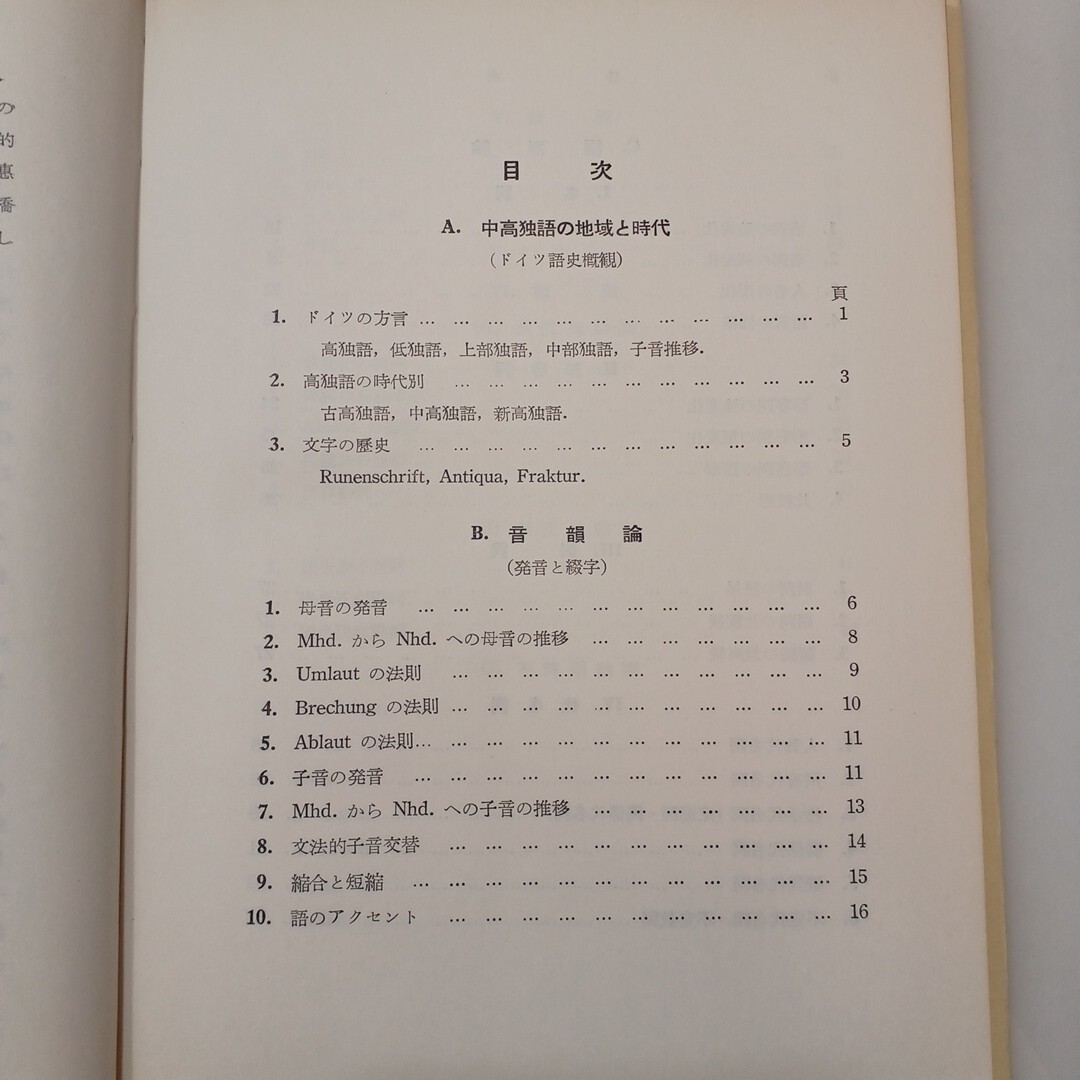 目 次
A. 中高独語の地域と時代
(ドイツ語史概観)
頁
1. ドイツの方言 … … … … … … … … … … … … 1
高独語, 低独語, 上部独語, 中部独語, 子音推移.
2. 高独語の時代別 … … … … … … … … … … … 3
古高独語, 中高独語, 新高独語.
3. 文字の歴史 … … … … … … … … … … … … 5
Runenschrift, Antiqua, Fraktur.
B. 音 韻 論
(発音と綴字)
1. 母音の発音 … … … … … … … … … … … … 6
2. Mhd. から Nhd. への母音の推移 … … … … … … … 8
3. Umlaut の法則 … … … … … … … … … … … 9
4. Brechung の法則 … … … … … … … … … … … 10
5. Ablaut の法則… … … … … … … … … … … … 11
6. 子音の発音 … … … … … … … … … … … … 11
7. Mhd. から Nhd. への子音の推移 … … … … … … … 13
8. 文法的子音交替 … … … … … … … … … … … 14
9. 縮合と短縮 … … … … … … … … … … … … 15
10. 語のアクセント … … … … … … … … … … … 16
の
的
惠
し